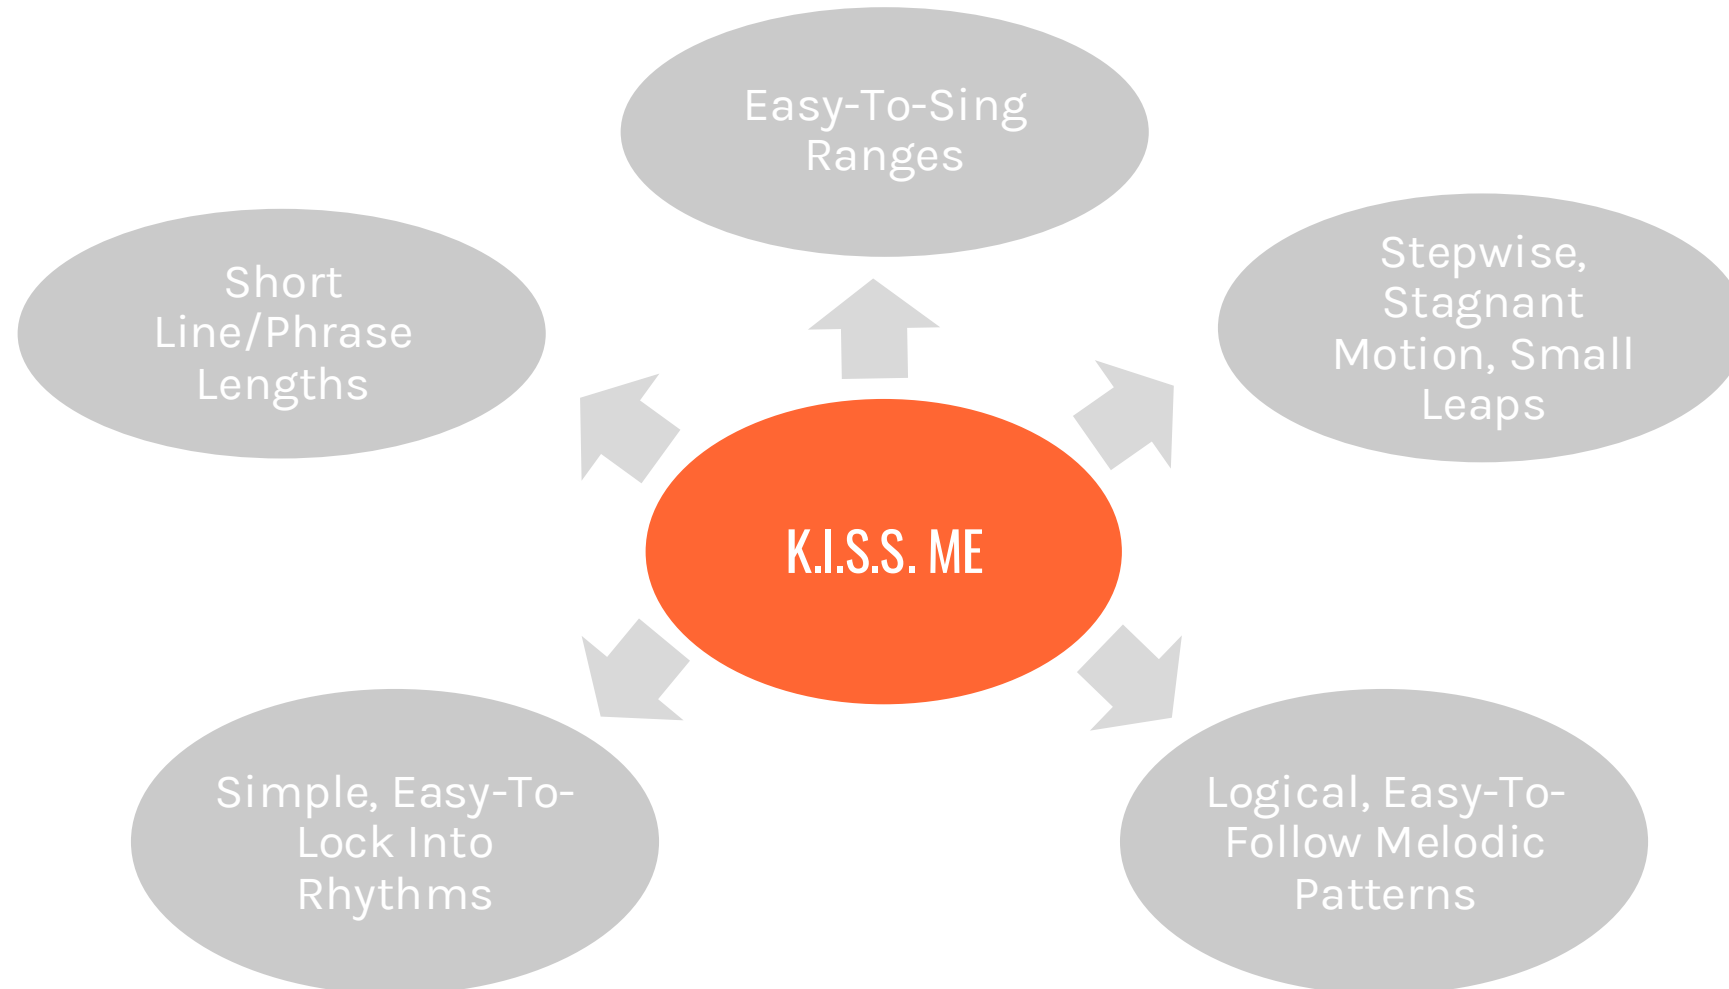 Easy-To-Sing
Ranges
Short
Line/Phrase
Lengths
Stepwise,
Stagnant
Motion, Small
Leaps
K.I.S.S. ME
Simple, Easy-To-
Lock Into
Rhythms
Logical, Easy-To-
Follow Melodic
Patterns